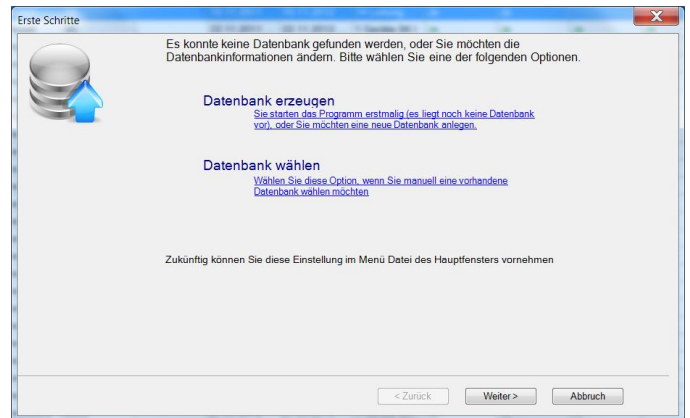 Erste Schritte
Es konnte keine Datenbank gefunden werden, oder Sie möchten die
Datenbankinformationen ändern. Bitte wählen Sie eine der folgenden Optionen.
Datenbank erzeugen
Sie starten das Programm erstmalig (es liegt noch keine Datenbank
vor), oder Sie möchten eine neue Datenbank anlegen.
Datenbank wählen
Wählen Sie diese Option, wenn Sie manuell eine vorhandene
Datenbank wählen möchten
Zukünftig können Sie diese Einstellung im Menü Datei des Hauptfensters vornehmen
< Zurück
Weiter >
Abbruch